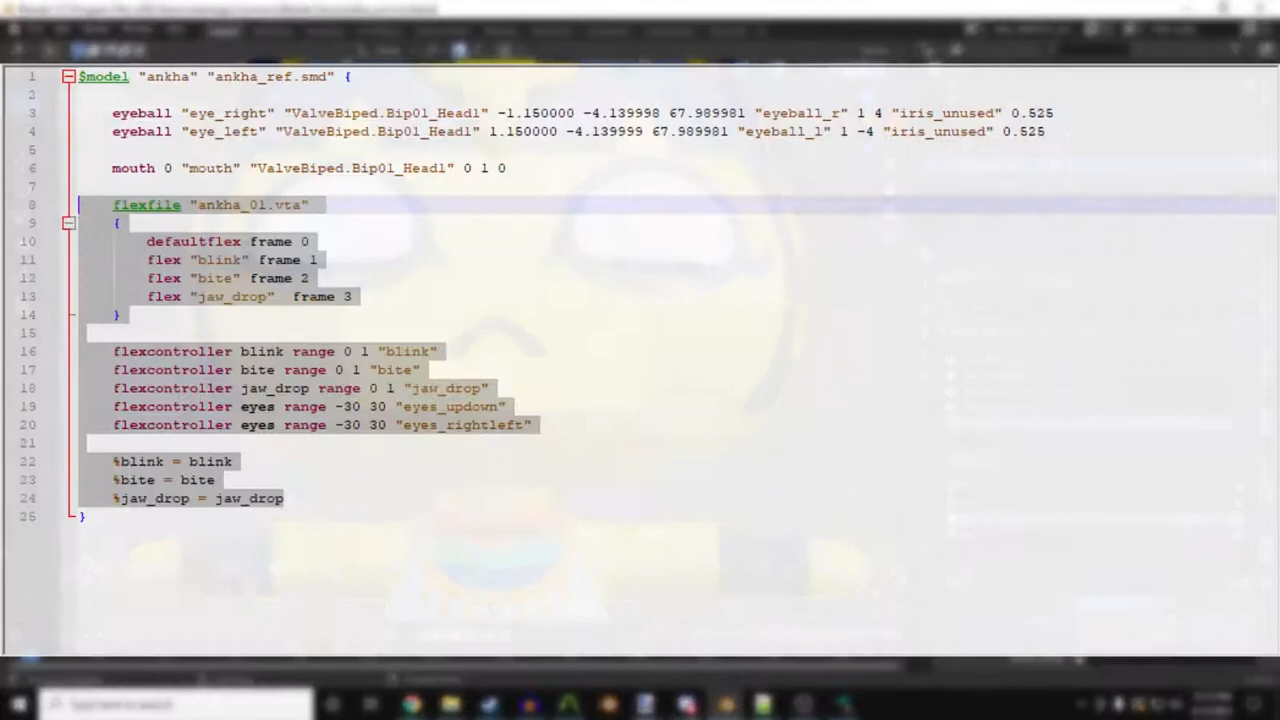 1 $model "ankha" "ankha_ref.smd" {
2
3 eyeball "eye_right" "ValveBiped.Bip01_Head1" -1.150000 -4.139998 67.989981 "eyeball_r" 1 4 "iris_unused" 0.525
4 eyeball "eye_left" "ValveBiped.Bip01_Head1" 1.150000 -4.139999 67.989981 "eyeball_l" 1 -4 "iris_unused" 0.525
5
6 mouth 0 "mouth" "ValveBiped.Bip01_Head1" 0 1 0
7
8 flexfile "ankha_01.vta"
9 {
10 defaultflex frame 0
11 flex "blink" frame 1
12 flex "bite" frame 2
13 flex "jaw_drop" frame 3
14 }
15
16 flexcontroller blink range 0 1 "blink"
17 flexcontroller bite range 0 1 "bite"
18 flexcontroller jaw_drop range 0 1 "jaw_drop"
19 flexcontroller eyes range -30 30 "eyes_updown"
20 flexcontroller eyes range -30 30 "eyes_rightleft"
21
22 %blink = blink
23 %bite = bite
24 %jaw_drop = jaw_drop
25 }
Type here to search